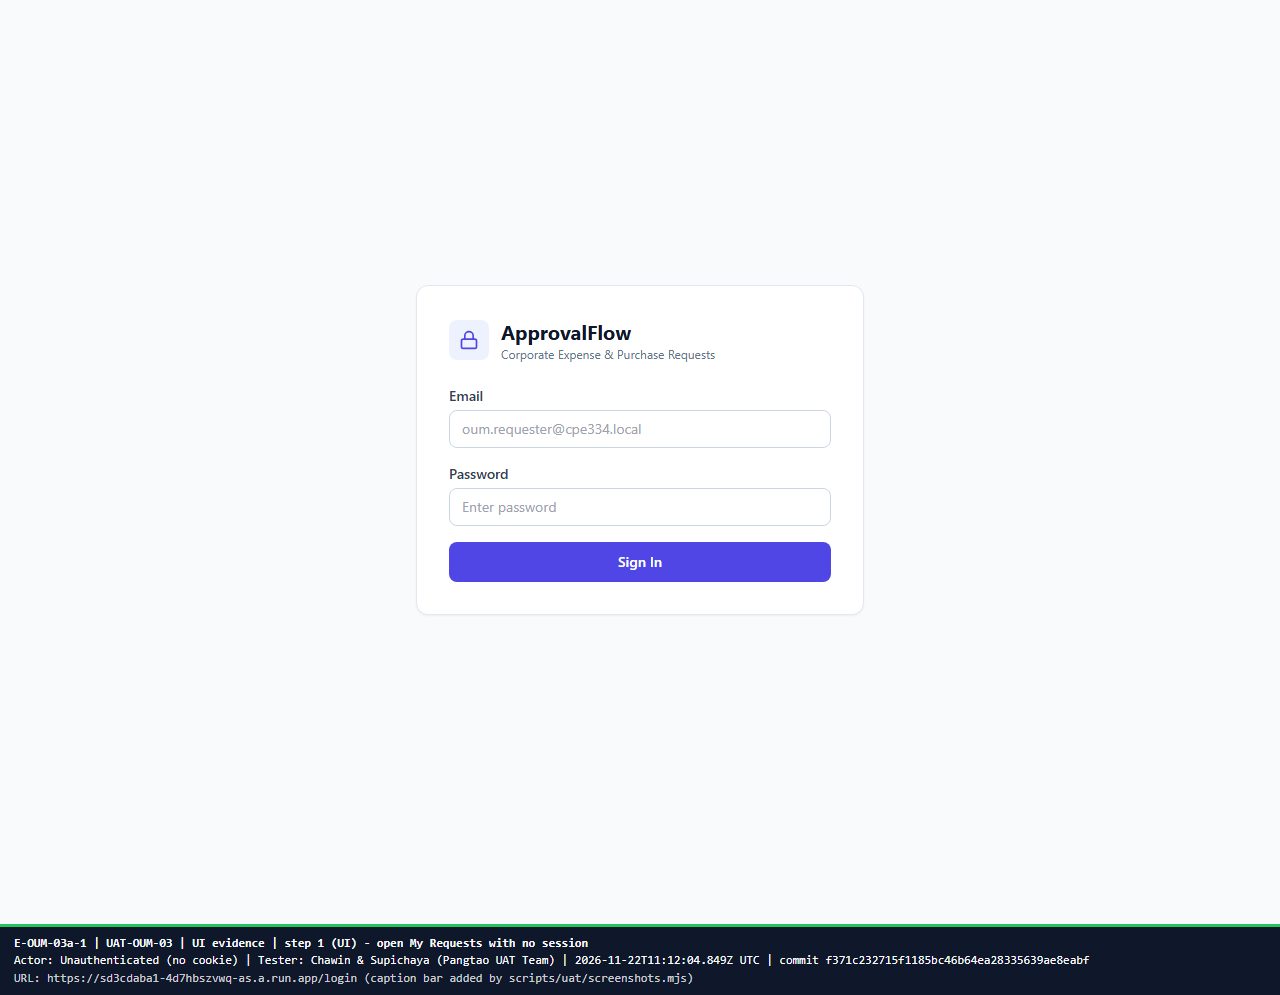 ApprovalFlow
Corporate Expense & Purchase Requests
Email
oum.requester@cpe334.local
Password
Enter password
Sign In
E-OUM-03a-1 | UAT-OUM-03 | UI evidence | step 1 (UI) - open My Requests with no session
Actor: Unauthenticated (no cookie) | Tester: Chawin & Supichaya (Pangtao UAT Team) | 2026-11-22T11:12:04.849Z UTC | commit f371c232715f1185bc46b64ea28335639ae8eabf
URL: https://sd3cdaba1-4d7hbszvwq-as.a.run.app/login (caption bar added by scripts/uat/screenshots.mjs)